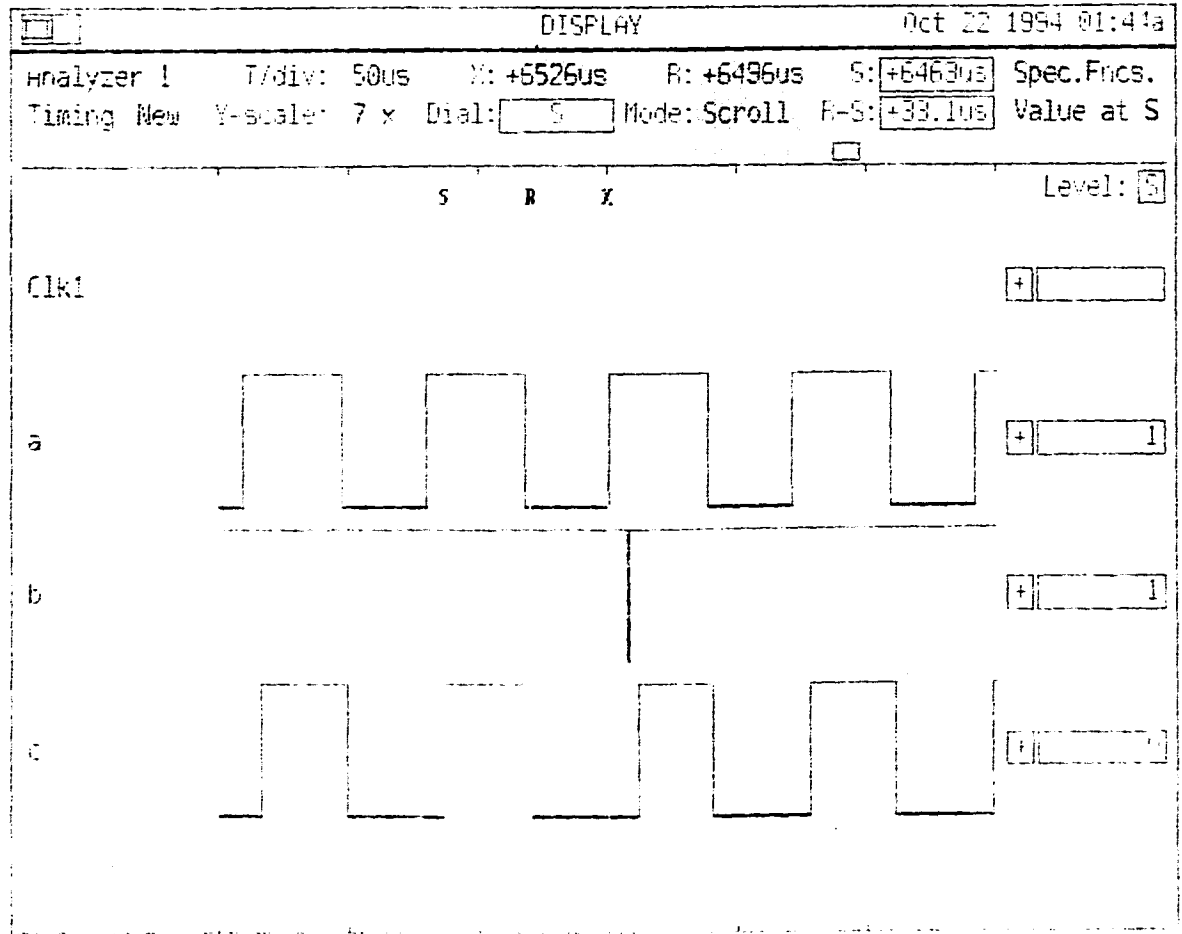 DISPLAY Oct 22 1994 01:44a
Analyzer 1 T/div: 50us X: +6526us R: +6496us S: +6463us Spec.Fncs.
Timing New Y-scale: 7 x Dial: S Mode: Scroll R-S: +33.1us Value at S
S R X Level: S
Clk1 +
a + 1
b + 1
c +